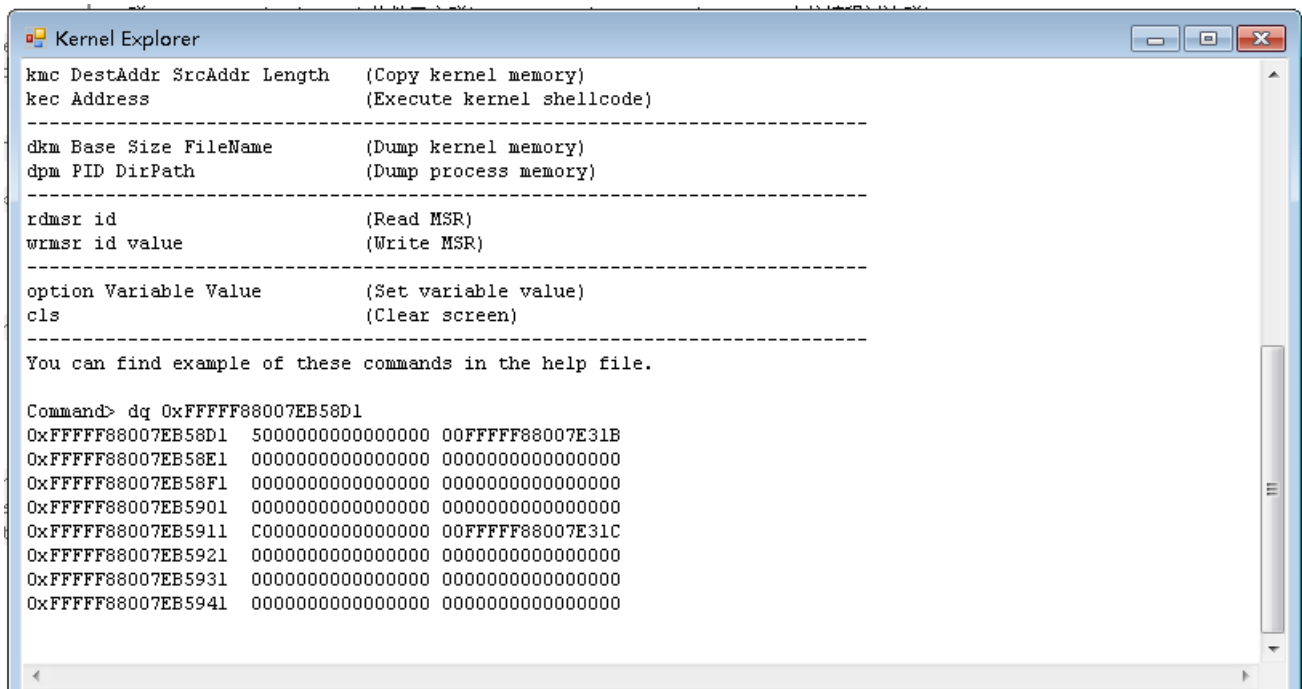 Kernel Explorer
kmc DestAddr SrcAddr Length (Copy kernel memory)
kec Address (Execute kernel shellcode)
---------------------------------------------------------------------------
dkm Base Size FileName (Dump kernel memory)
dpm PID DirPath (Dump process memory)
---------------------------------------------------------------------------
rdmsr id (Read MSR)
wrmsr id value (Write MSR)
---------------------------------------------------------------------------
option Variable Value (Set variable value)
cls (Clear screen)
---------------------------------------------------------------------------
You can find example of these commands in the help file.
Command> dq 0xFFFFF88007EB58D1
0xFFFFF88007EB58D1 5000000000000000 00FFFFF88007E31B
0xFFFFF88007EB58E1 0000000000000000 0000000000000000
0xFFFFF88007EB58F1 0000000000000000 0000000000000000
0xFFFFF88007EB5901 0000000000000000 0000000000000000
0xFFFFF88007EB5911 C000000000000000 00FFFFF88007E31C
0xFFFFF88007EB5921 0000000000000000 0000000000000000
0xFFFFF88007EB5931 0000000000000000 0000000000000000
0xFFFFF88007EB5941 0000000000000000 0000000000000000